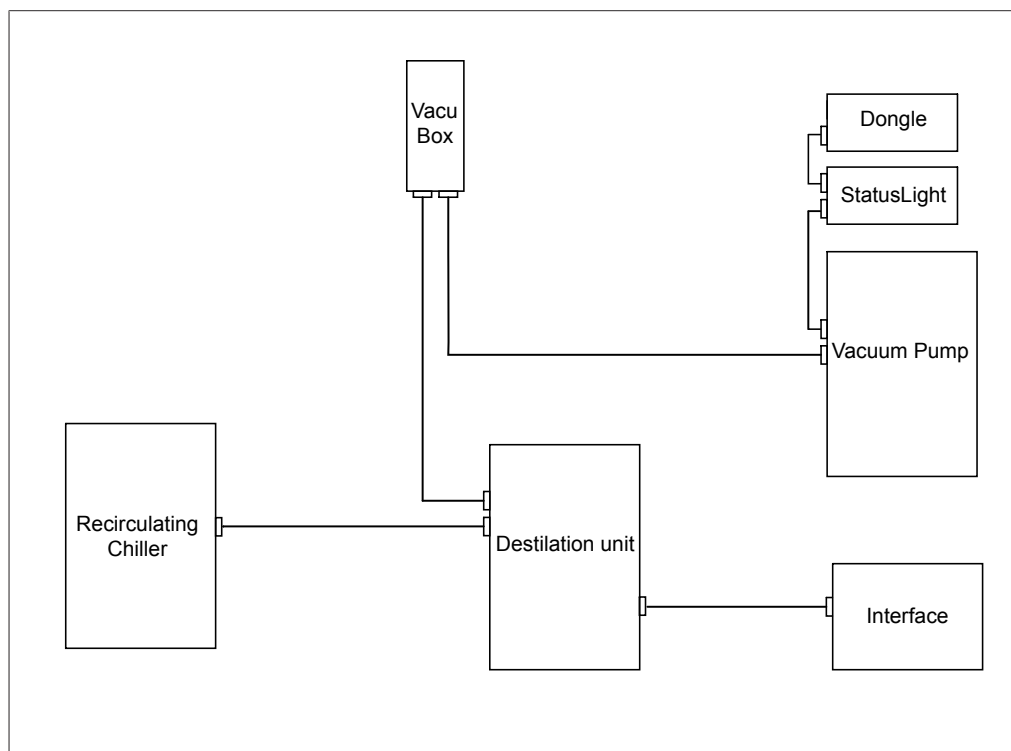 Vacu
Box
Dongle
StatusLight
Vacuum Pump
Recirculating
Chiller
Destilation unit
Interface